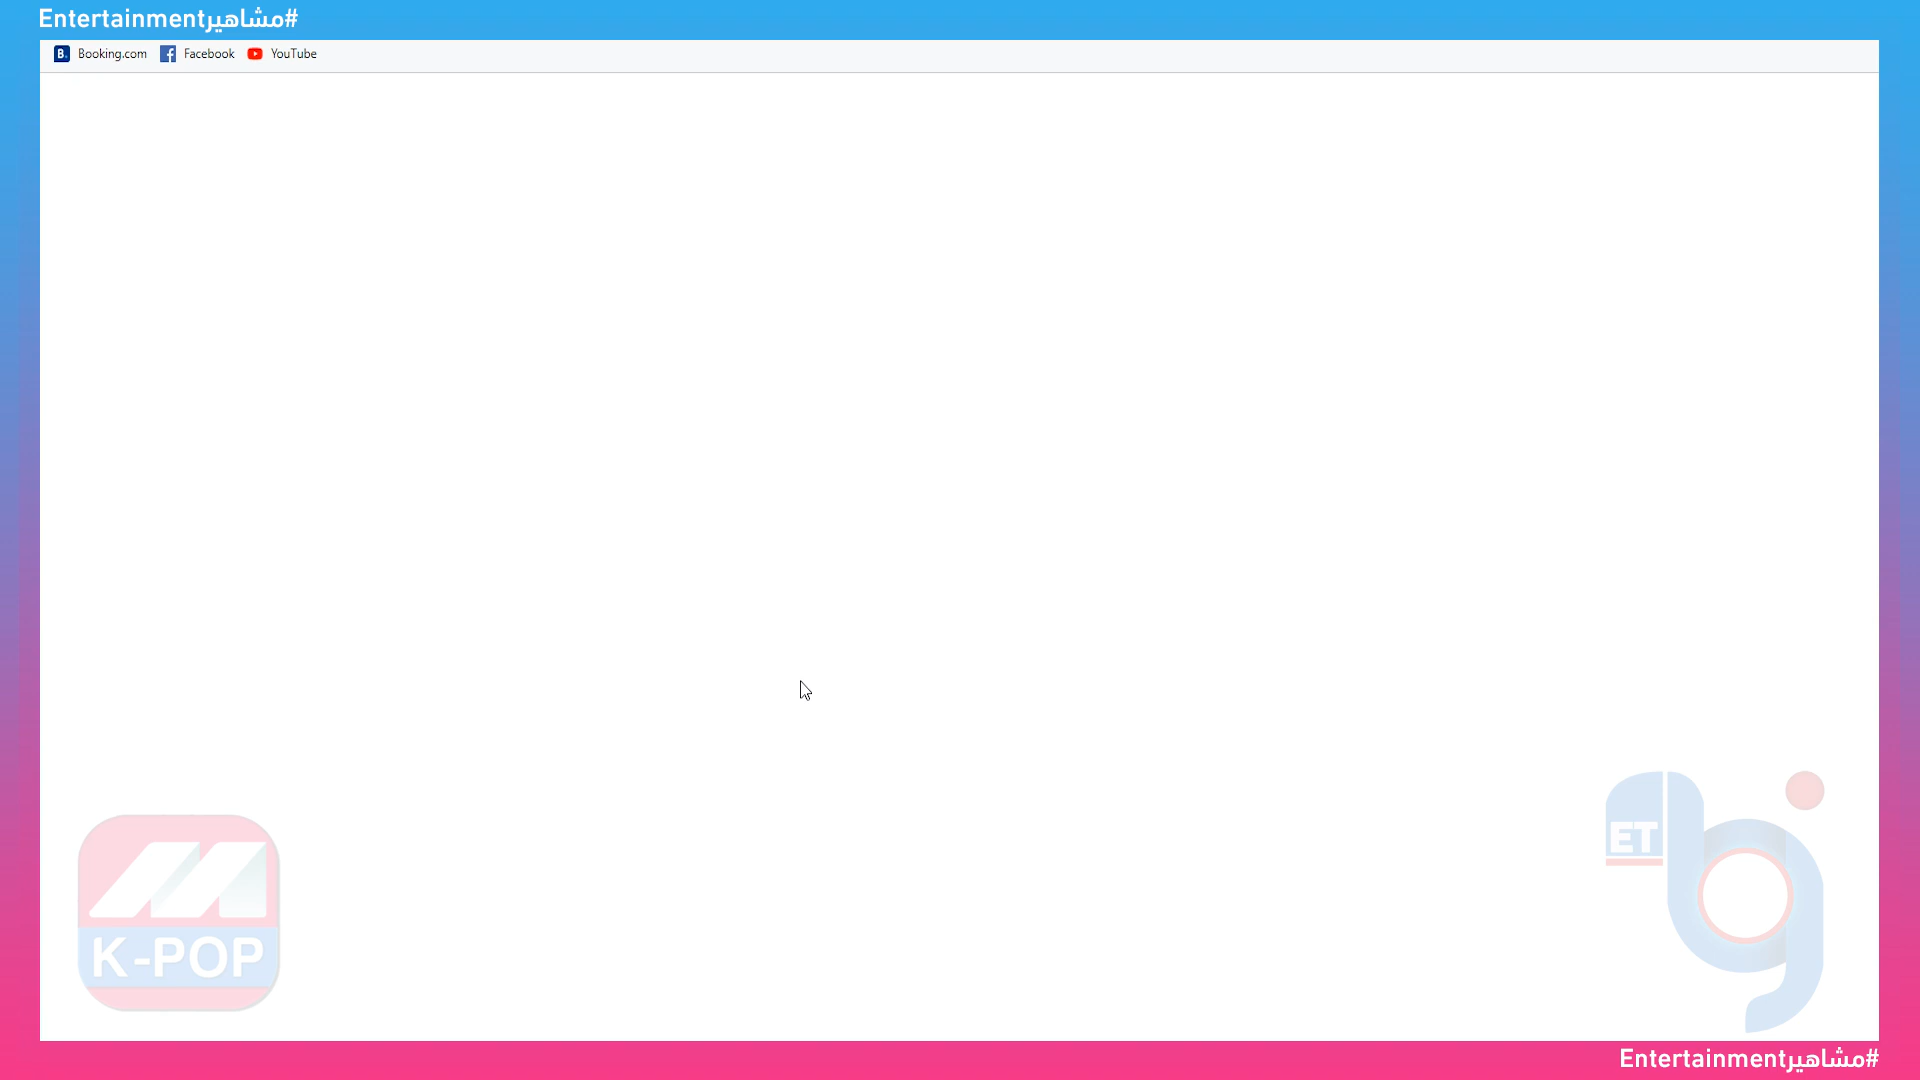 #مشاهيرEntertainment
Booking.com Facebook YouTube
ET
K-POP
#مشاهيرEntertainment